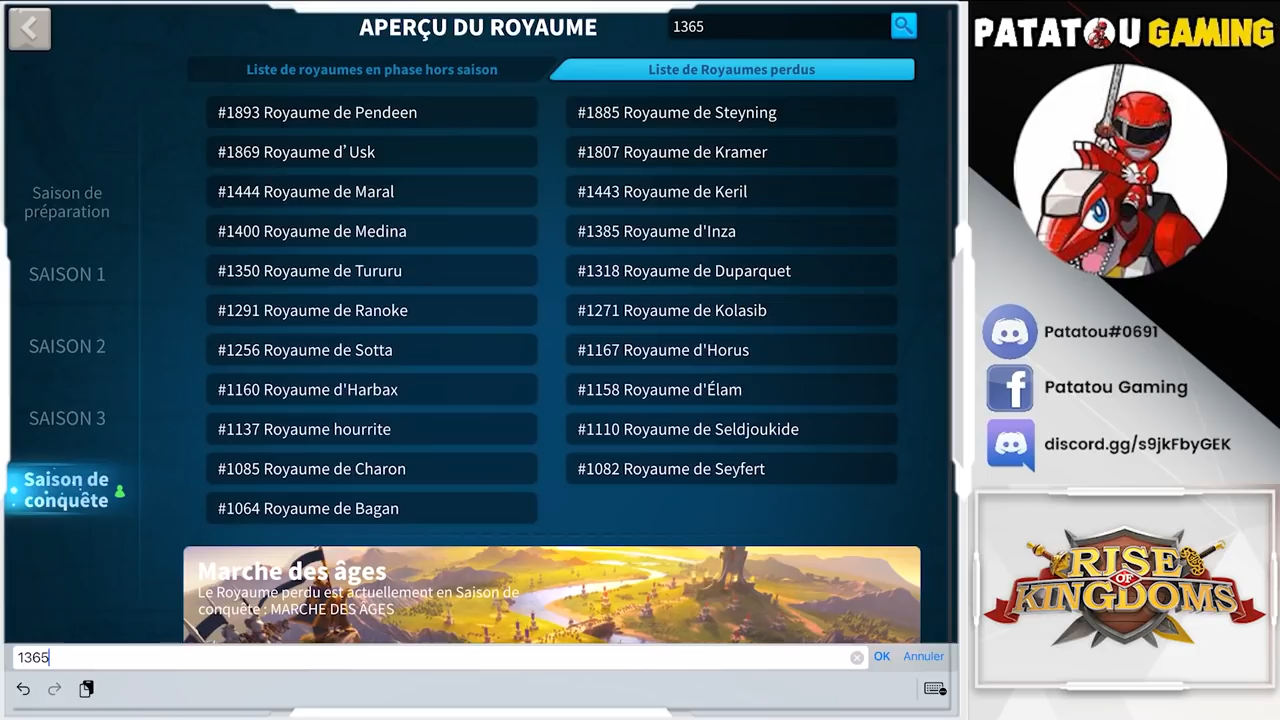 APERÇU DU ROYAUME
1365
Liste de royaumes en phase hors saison
Liste de Royaumes perdus
Saison de
préparation
SAISON 1
SAISON 2
SAISON 3
Saison de
conquête
#1893 Royaume de Pendeen
#1885 Royaume de Steyning
#1869 Royaume d'Usk
#1807 Royaume de Kramer
#1444 Royaume de Maral
#1443 Royaume de Keril
#1400 Royaume de Medina
#1385 Royaume d'Inza
#1350 Royaume de Tururu
#1318 Royaume de Duparquet
#1291 Royaume de Ranoke
#1271 Royaume de Kolasib
#1256 Royaume de Sotta
#1167 Royaume d'Horus
#1160 Royaume d'Harbax
#1158 Royaume d'Élam
#1137 Royaume hourrite
#1110 Royaume de Seldjoukide
#1085 Royaume de Charon
#1082 Royaume de Seyfert
#1064 Royaume de Bagan
Marche des âges
Le Royaume perdu est actuellement en Saison de
conquête : MARCHE DES ÂGES
1365
OK
Annuler
PATATOU GAMING
Patatou#0691
Patatou Gaming
discord.gg/s9jkFbyGEK
RISE
OF
KINGDOMS